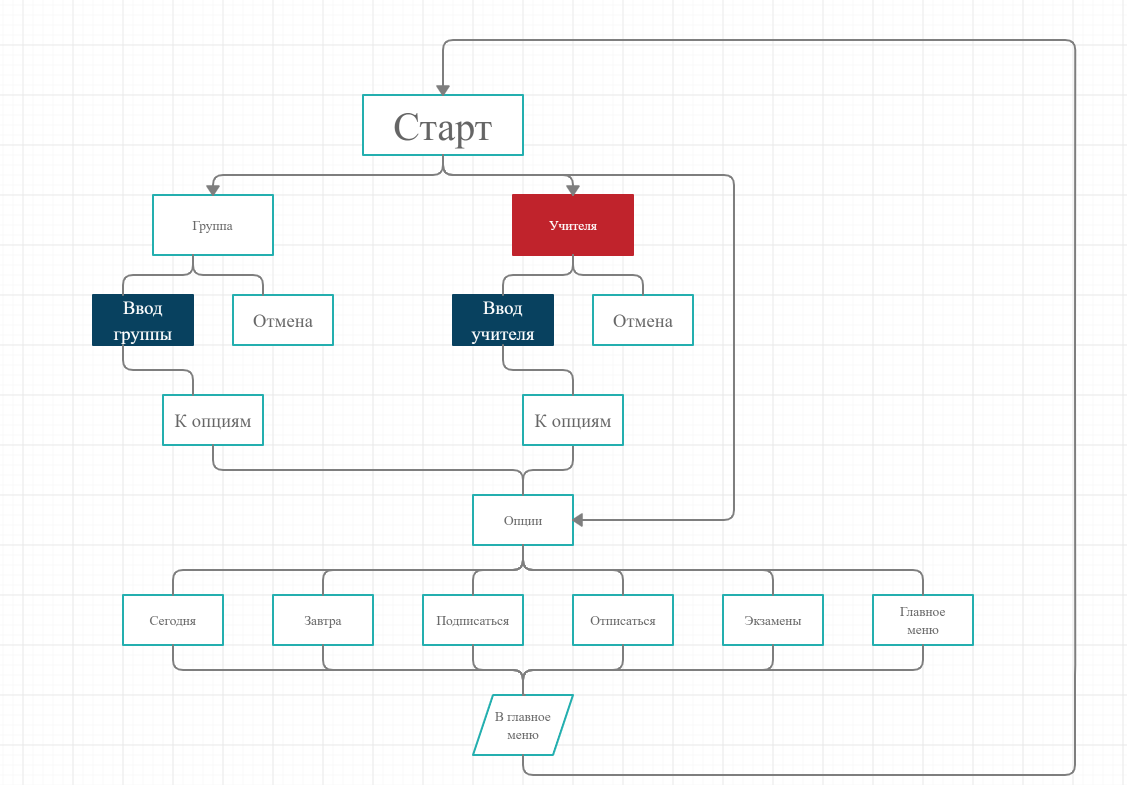 Старт
Группа
Учителя
Ввод
группы
Отмена
Ввод
учителя
Отмена
К опциям
К опциям
Опции
Сегодня
Завтра
Подписаться
Отписаться
Экзамены
Главное
меню
В главное
меню